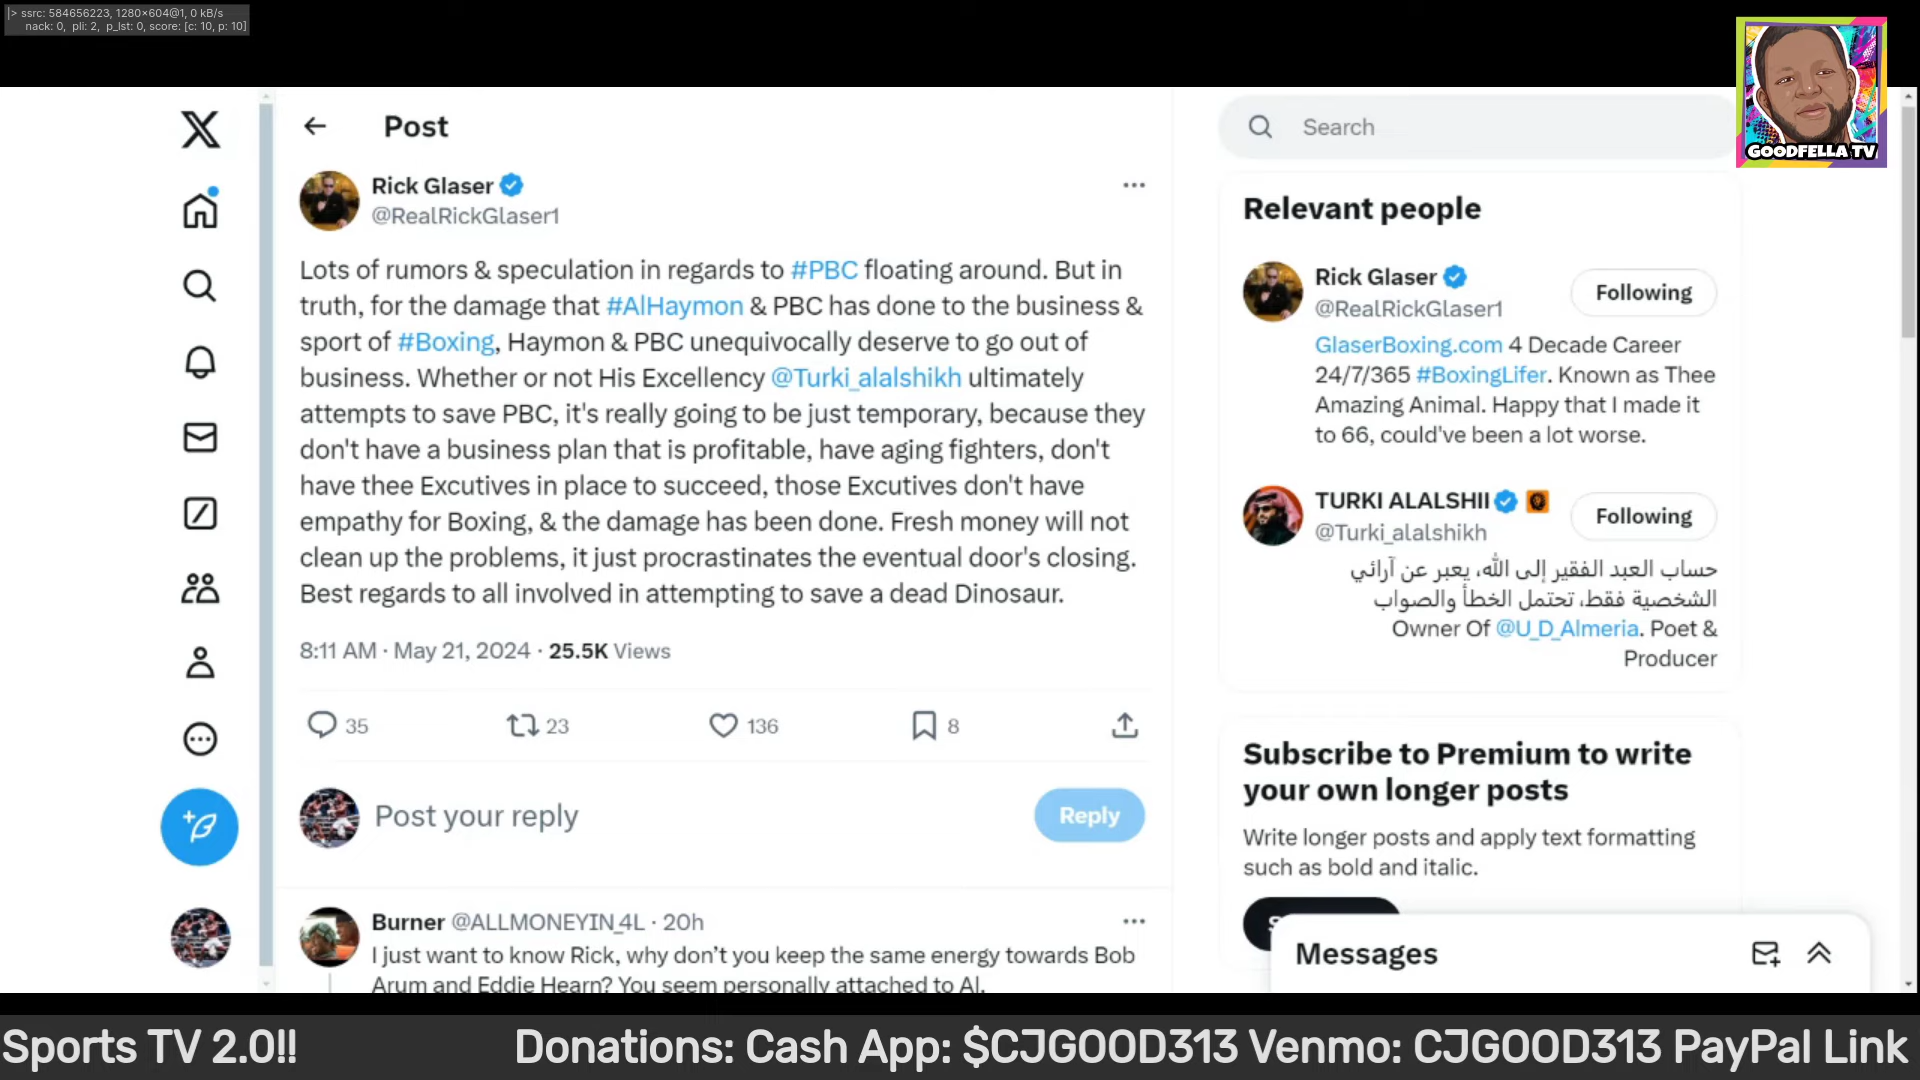 |> ssrc: 584656223, 1280×604@1, 0 kB/s
nack: 0, pli: 2, p_lst: 0, score: [c: 10, p: 10]
GOODFELLA TV
Post
Rick Glaser
@RealRickGlaser1
Lots of rumors & speculation in regards to #PBC floating around. But in
truth, for the damage that #AlHaymon & PBC has done to the business &
sport of #Boxing, Haymon & PBC unequivocally deserve to go out of
business. Whether or not His Excellency @Turki_alalshikh ultimately
attempts to save PBC, it's really going to be just temporary, because they
don't have a business plan that is profitable, have aging fighters, don't
have thee Excutives in place to succeed, those Excutives don't have
empathy for Boxing, & the damage has been done. Fresh money will not
clean up the problems, it just procrastinates the eventual door's closing.
Best regards to all involved in attempting to save a dead Dinosaur.
8:11 AM · May 21, 2024 · 25.5K Views
35 23 136 8
Post your reply
Reply
Burner @ALLMONEYIN_4L · 20h
I just want to know Rick, why don't you keep the same energy towards Bob
Arum and Eddie Hearn? You seem personally attached to Al.
Search
Relevant people
Rick Glaser
@RealRickGlaser1
Following
GlaserBoxing.com 4 Decade Career
24/7/365 #BoxingLifer. Known as Thee
Amazing Animal. Happy that I made it
to 66, could've been a lot worse.
TURKI ALALSHII
@Turki_alalshikh
Following
حساب العبد الفقير إلى الله، يعبر عن آرائي
الشخصية فقط، تحتمل الخطأ والصواب
Owner Of @U_D_Almeria. Poet &
Producer
Subscribe to Premium to write
your own longer posts
Write longer posts and apply text formatting
such as bold and italic.
Messages
Sports TV 2.0!! Donations: Cash App: $CJGOOD313 Venmo: CJGOOD313 PayPal Link